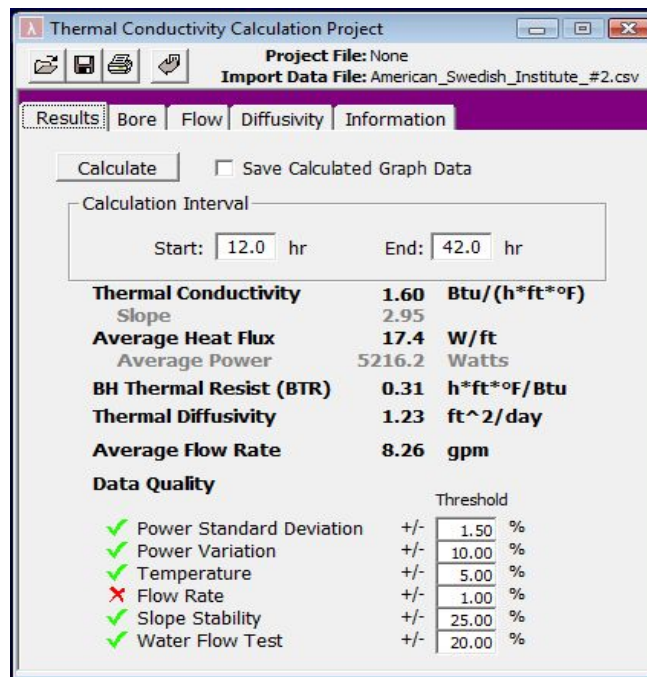 λ Thermal Conductivity Calculation Project
Project File: None
Import Data File: American_Swedish_Institute_#2.csv
Results Bore Flow Diffusivity Information
Calculate Save Calculated Graph Data
Calculation Interval
Start: 12.0 hr End: 42.0 hr
Thermal Conductivity 1.60 Btu/(h*ft*°F)
Slope 2.95
Average Heat Flux 17.4 W/ft
Average Power 5216.2 Watts
BH Thermal Resist (BTR) 0.31 h*ft*°F/Btu
Thermal Diffusivity 1.23 ft^2/day
Average Flow Rate 8.26 gpm
Data Quality
Threshold
Power Standard Deviation +/- 1.50 %
Power Variation +/- 10.00 %
Temperature +/- 5.00 %
Flow Rate +/- 1.00 %
Slope Stability +/- 25.00 %
Water Flow Test +/- 20.00 %